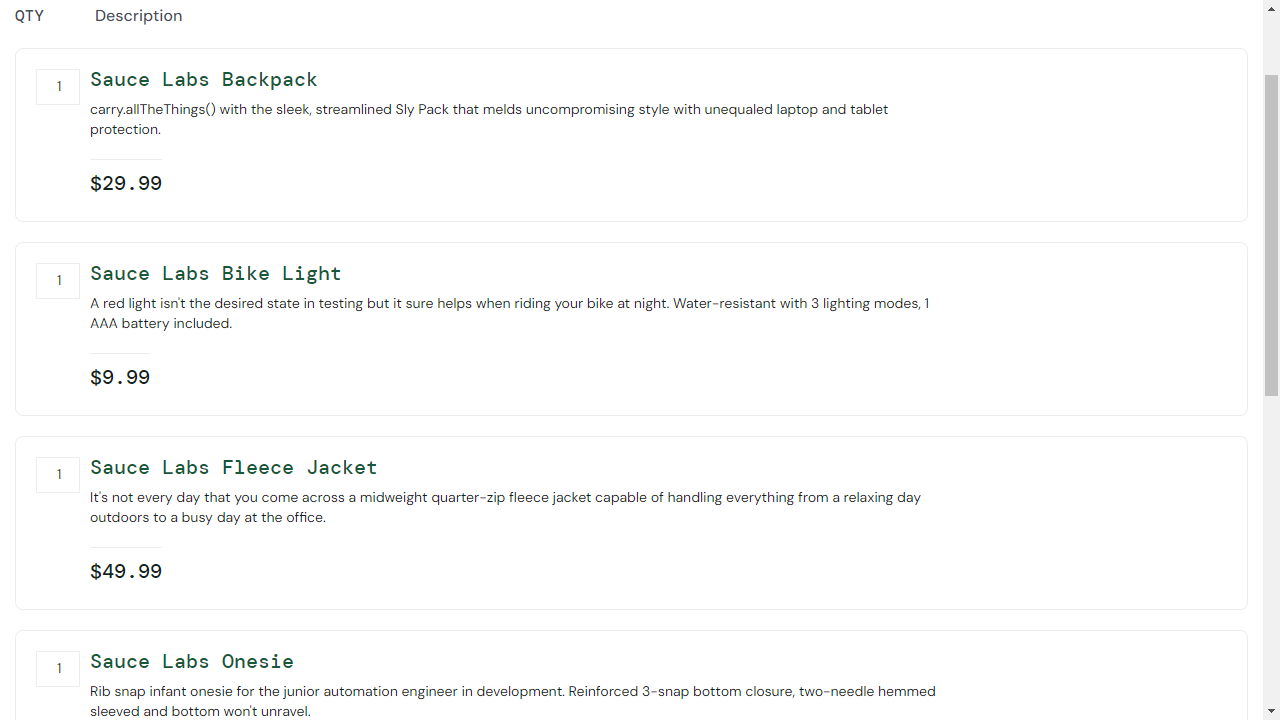 QTY Description
1 Sauce Labs Backpack
carry.allTheThings() with the sleek, streamlined Sly Pack that melds uncompromising style with unequaled laptop and tablet
protection.
$29.99
1 Sauce Labs Bike Light
A red light isn't the desired state in testing but it sure helps when riding your bike at night. Water-resistant with 3 lighting modes, 1
AAA battery included.
$9.99
1 Sauce Labs Fleece Jacket
It's not every day that you come across a midweight quarter-zip fleece jacket capable of handling everything from a relaxing day
outdoors to a busy day at the office.
$49.99
1 Sauce Labs Onesie
Rib snap infant onesie for the junior automation engineer in development. Reinforced 3-snap bottom closure, two-needle hemmed
sleeved and bottom won't unravel.